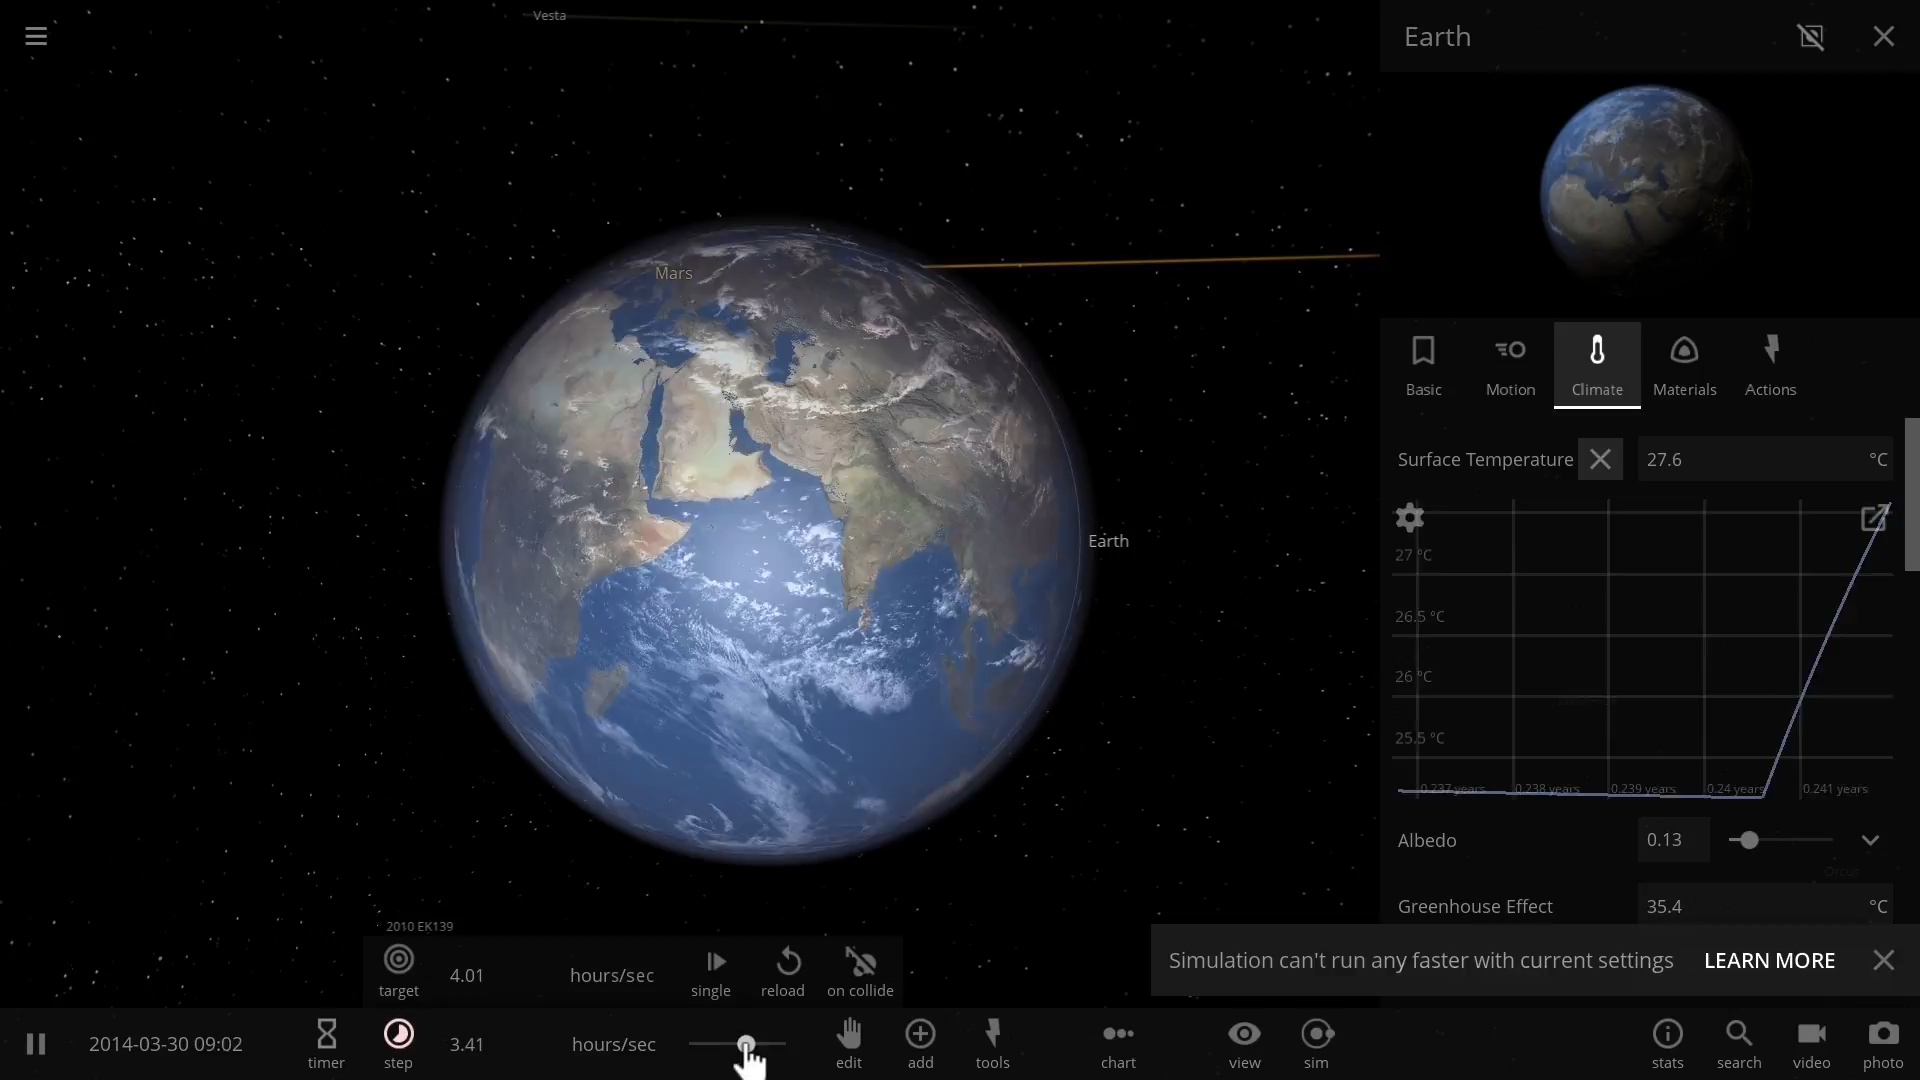 Vesta
Earth
Mars
Earth
2010 EK139
Basic
Motion
Climate
Materials
Actions
Surface Temperature
27.6 °C
27 °C
26.5 °C
26 °C
25.5 °C
0.237 years
0.238 years
0.239 years
0.24 years
0.241 years
Albedo
0.13
Greenhouse Effect
35.4 °C
Simulation can't run any faster with current settings
LEARN MORE
target
4.01 hours/sec
single
reload
on collide
2014-03-30 09:02
timer
step
3.41 hours/sec
edit
add
tools
chart
view
sim
stats
search
video
photo